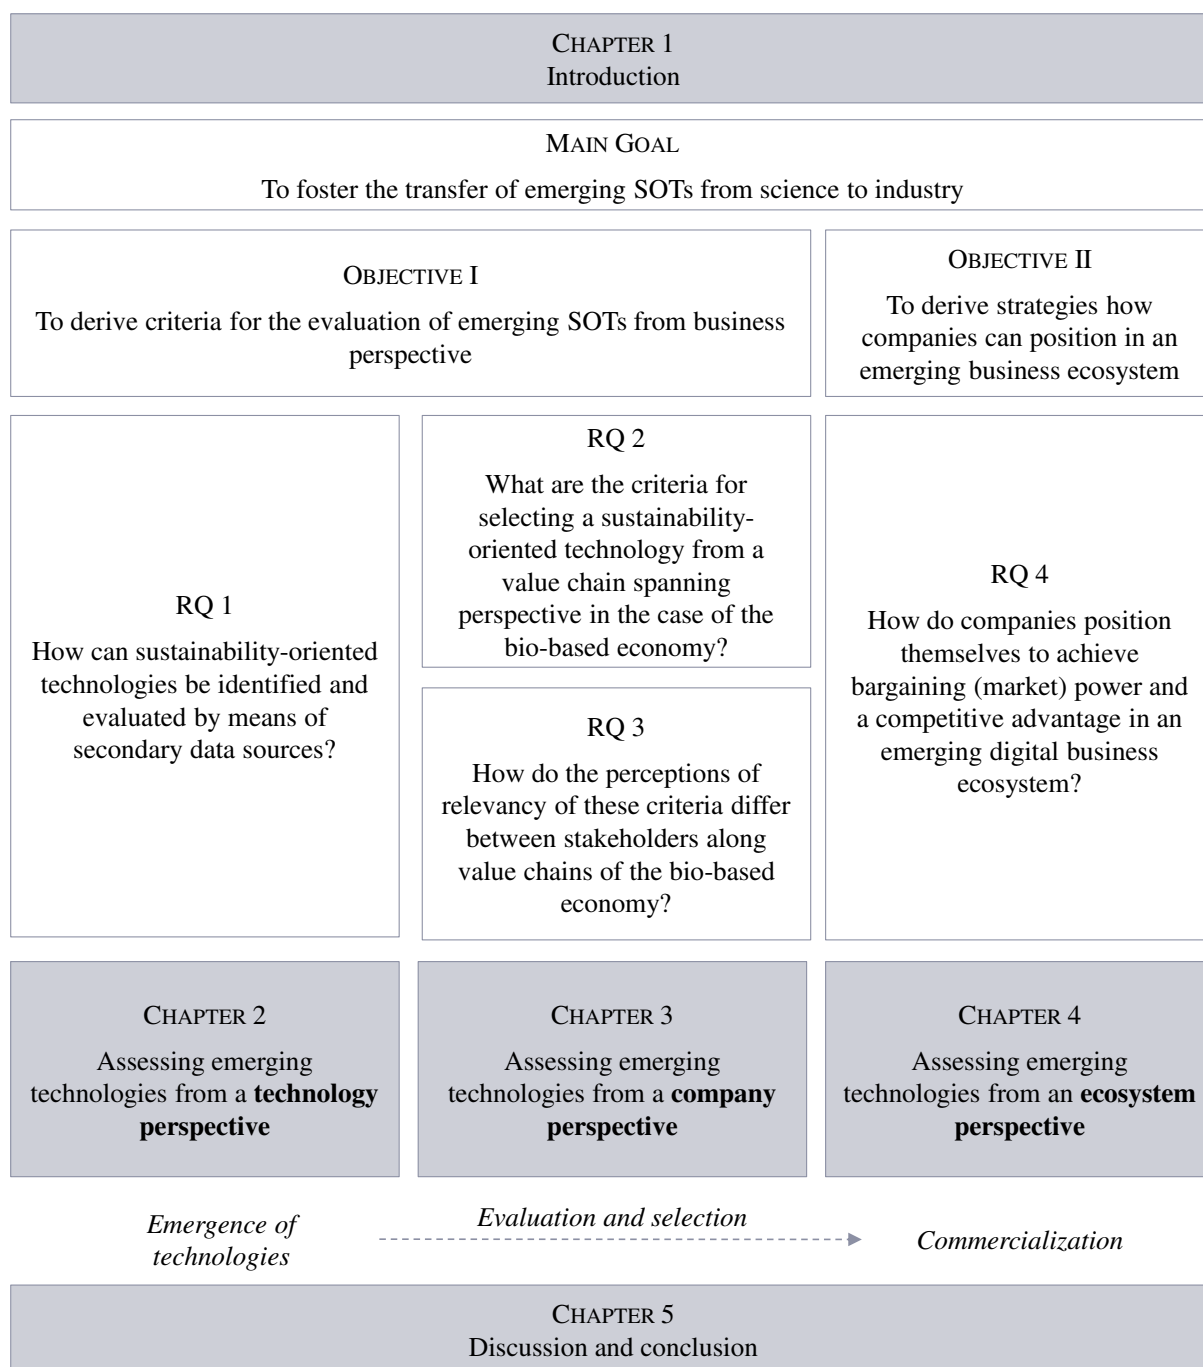 CHAPTER 1
Introduction
MAIN GOAL
To foster the transfer of emerging SOTs from science to industry
OBJECTIVE I
To derive criteria for the evaluation of emerging SOTs from business
perspective
OBJECTIVE II
To derive strategies how
companies can position in an
emerging business ecosystem
RQ 1
How can sustainability-oriented
technologies be identified and
evaluated by means of
secondary data sources?
RQ 2
What are the criteria for
selecting a sustainability-
oriented technology from a
value chain spanning
perspective in the case of the
bio-based economy?
RQ 3
How do the perceptions of
relevancy of these criteria differ
between stakeholders along
value chains of the bio-based
economy?
RQ 4
How do companies position
themselves to achieve
bargaining (market) power and
a competitive advantage in an
emerging digital business
ecosystem?
CHAPTER 2
Assessing emerging
technologies from a technology
perspective
CHAPTER 3
Assessing emerging
technologies from a company
perspective
CHAPTER 4
Assessing emerging
technologies from an ecosystem
perspective
Emergence of
technologies
Evaluation and selection
Commercialization
CHAPTER 5
Discussion and conclusion